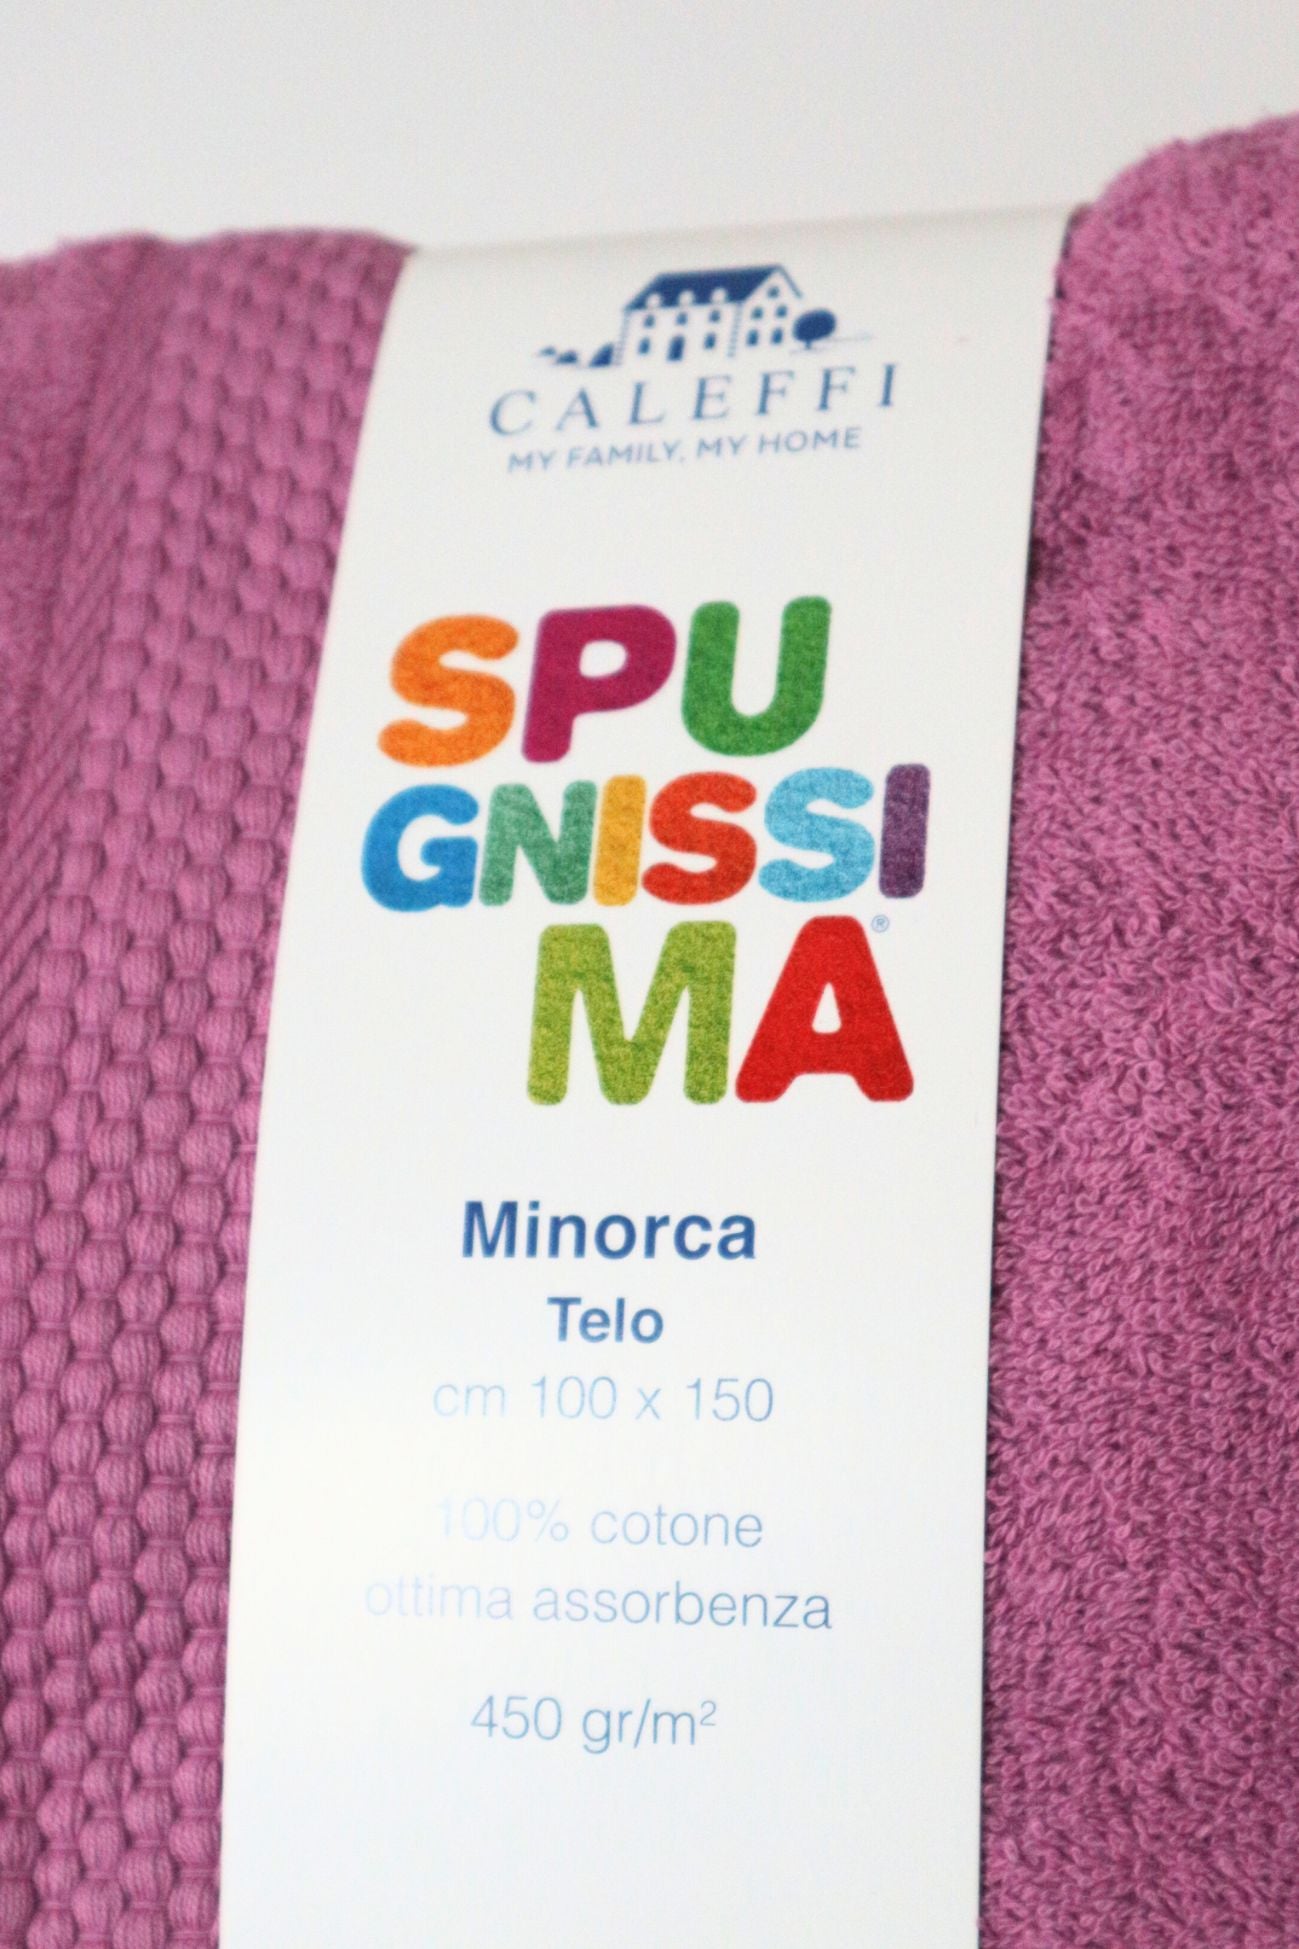 CALEFFI
MY FAMILY, MY HOME
SPU
GNISSI
MA®
Minorca
Telo
cm 100 x 150
100% cotone
ottima assorbenza
450 gr/m²